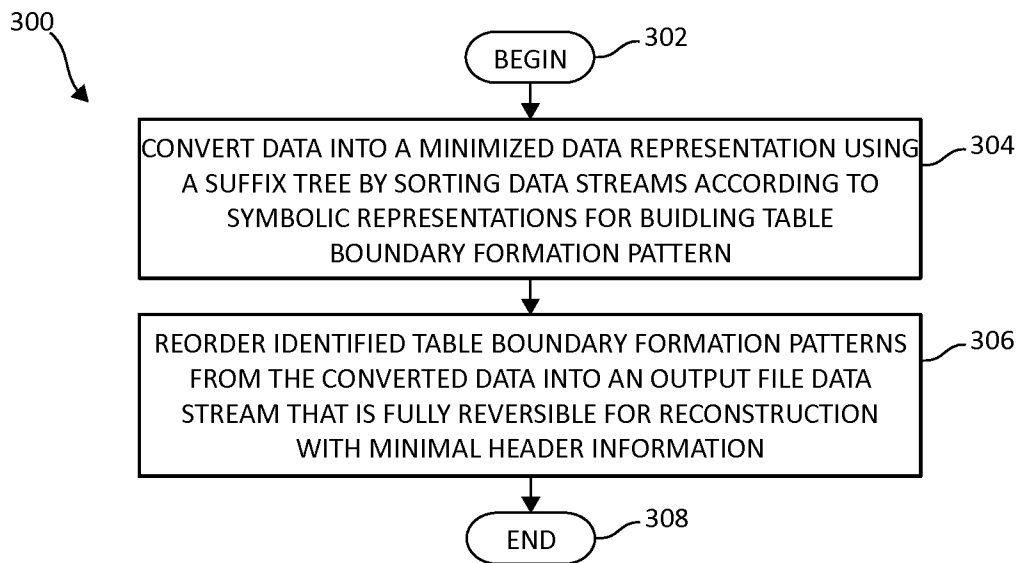 300
BEGIN
302
CONVERT DATA INTO A MINIMIZED DATA REPRESENTATION USING
A SUFFIX TREE BY SORTING DATA STREAMS ACCORDING TO
SYMBOLIC REPRESENTATIONS FOR BUIDLING TABLE
BOUNDARY FORMATION PATTERN
304
REORDER IDENTIFIED TABLE BOUNDARY FORMATION PATTERNS
FROM THE CONVERTED DATA INTO AN OUTPUT FILE DATA
STREAM THAT IS FULLY REVERSIBLE FOR RECONSTRUCTION
WITH MINIMAL HEADER INFORMATION
306
END
308